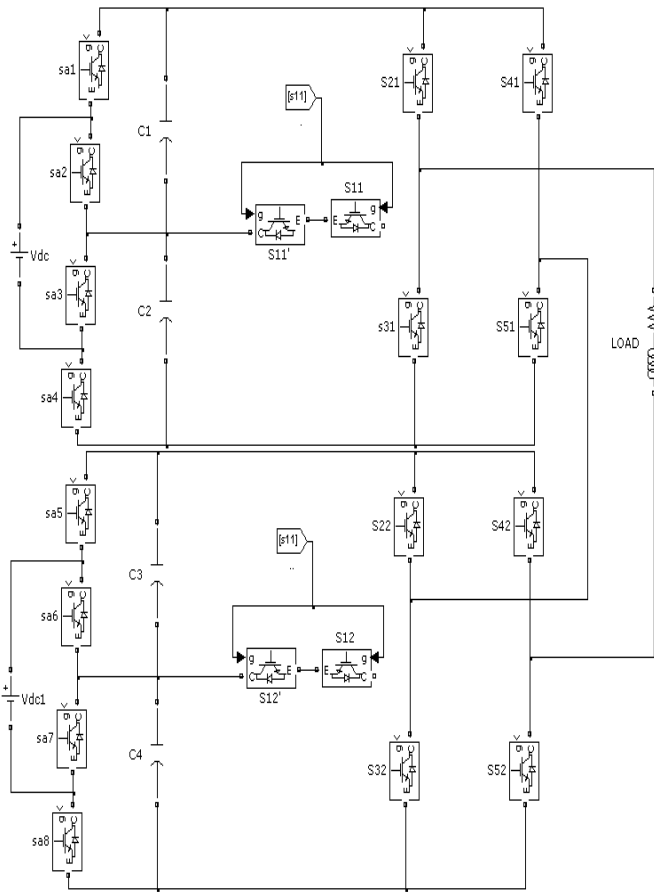 sa1
g C
E
S21
g C
E
S41
g C
E
[s11]
C1
sa2
g C
E
S11
g
E C
g
C E
S11'
Vdc
sa3
g C
E
C2
s31
g C
E
S51
g C
E
LOAD
sa4
g C
E
sa5
g C
E
S22
g C
E
S42
g C
E
[s11]
C3
sa6
g C
E
S12
g
E C
g
C E
S12'
Vdc1
sa7
g C
E
C4
S32
g C
E
S52
g C
E
sa8
g C
E